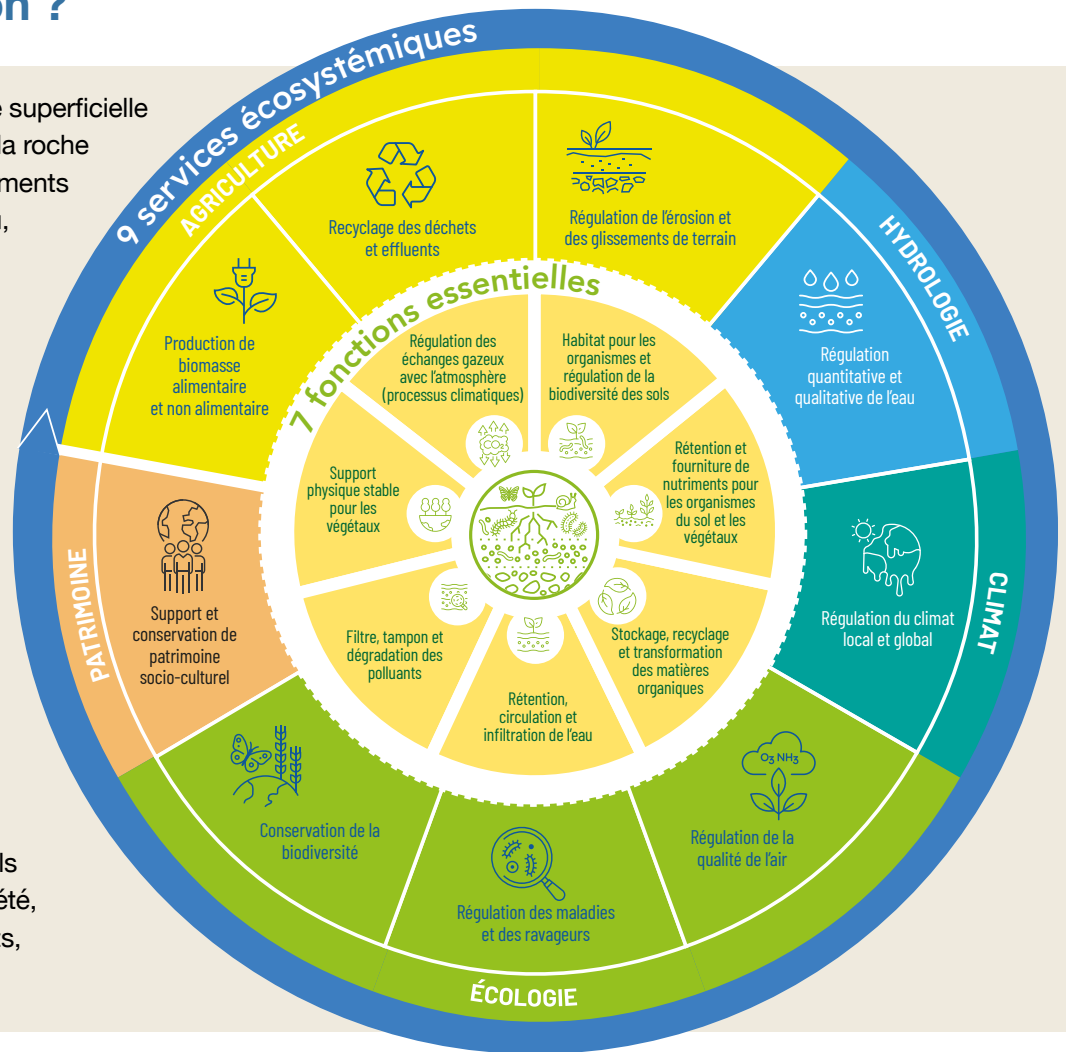 on ?
e superficielle
la roche
ments
,
9 services écosystémiques
AGRICULTURE
Recyclage des déchets
et effluents
Régulation de l'érosion et
des glissements de terrain
Production de
biomasse
alimentaire
et non alimentaire
HYDROLOGIE
Régulation
quantitative et
qualitative de l'eau
7 fonctions essentielles
Régulation des
échanges gazeux
avec l'atmosphère
(processus climatiques)
CO2
Habitat pour les
organismes et
régulation de la
biodiversité des sols
Support
physique stable
pour les
végétaux
Rétention et
fourniture de
nutriments pour
les organismes
du sol et les
végétaux
Filtre, tampon et
dégradation des
polluants
Rétention,
circulation et
infiltration de l'eau
Stockage, recyclage
et transformation
des matières
organiques
PATRIMOINE
Support et
conservation de
patrimoine
socio-culturel
CLIMAT
Régulation du climat
local et global
Conservation de la
biodiversité
Régulation des maladies
et des ravageurs
O3 NH3
Régulation de la
qualité de l'air
ÉCOLOGIE
ls
été,
ts,